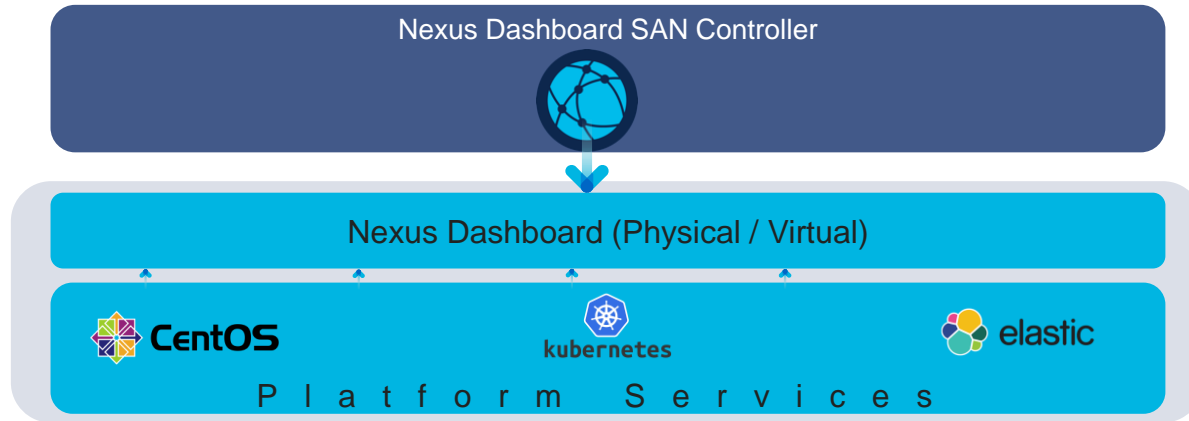 Nexus Dashboard SAN Controller
Nexus Dashboard (Physical / Virtual)
CentOS
kubernetes
elastic
Platform Services